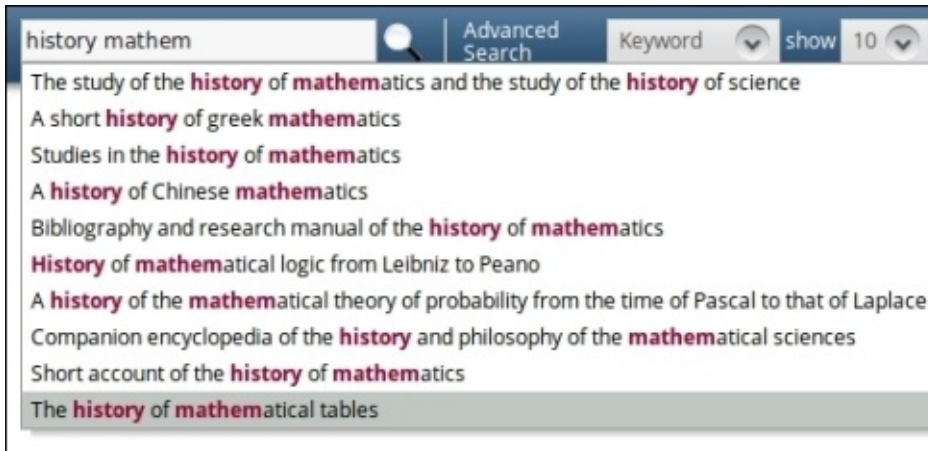 history mathem
Advanced
Search
Keyword
show
10
The study of the history of mathematics and the study of the history of science
A short history of greek mathematics
Studies in the history of mathematics
A history of Chinese mathematics
Bibliography and research manual of the history of mathematics
History of mathematical logic from Leibniz to Peano
A history of the mathematical theory of probability from the time of Pascal to that of Laplace
Companion encyclopedia of the history and philosophy of the mathematical sciences
Short account of the history of mathematics
The history of mathematical tables